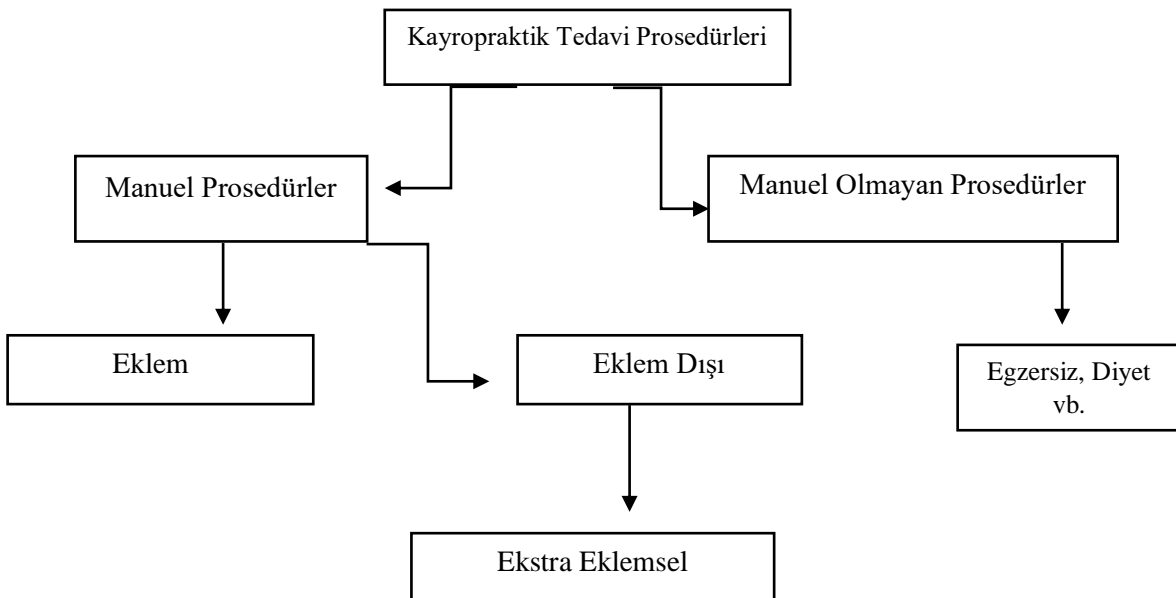 Kayropraktik Tedavi Prosedürleri
Manuel Prosedürler
Manuel Olmayan Prosedürler
Eklem
Eklem Dışı
Egzersiz, Diyet
vb.
Ekstra Eklemsel